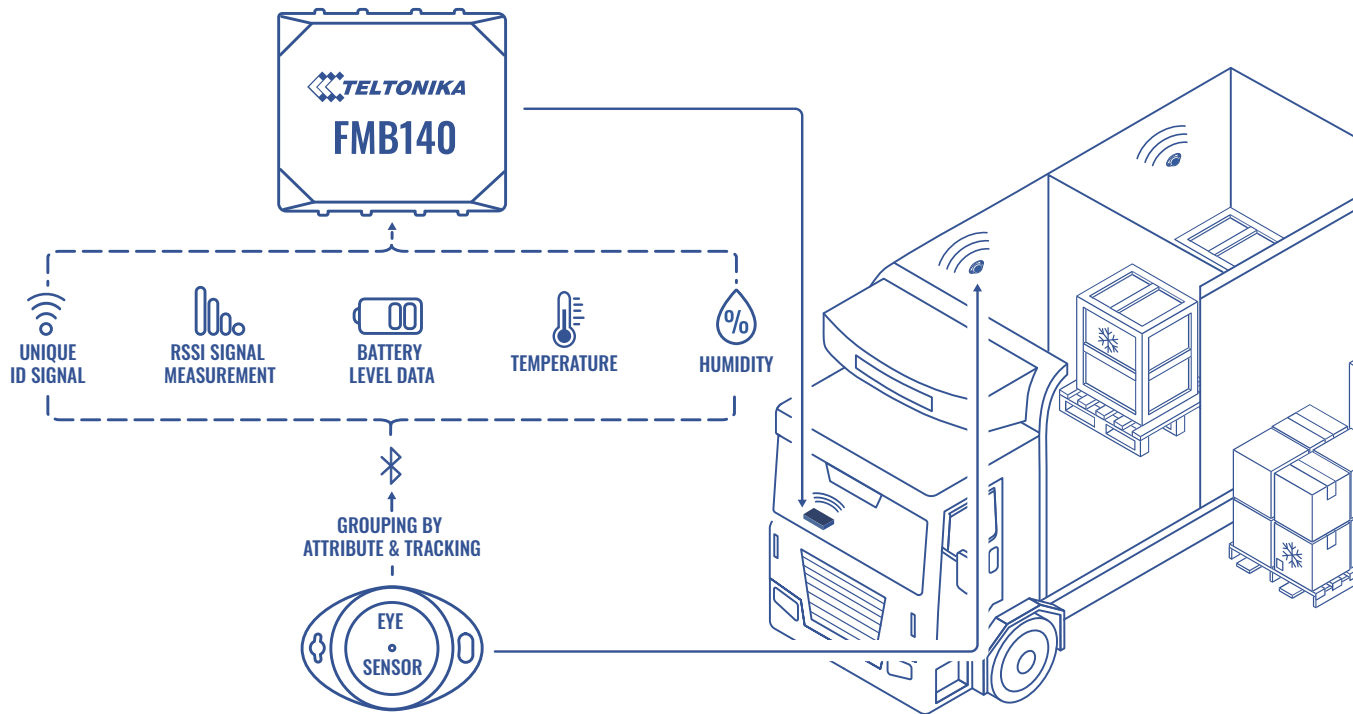 TELTONIKA
FMB140
UNIQUE
ID SIGNAL
RSSI SIGNAL
MEASUREMENT
BATTERY
LEVEL DATA
TEMPERATURE
%
HUMIDITY
GROUPING BY
ATTRIBUTE & TRACKING
EYE
SENSOR